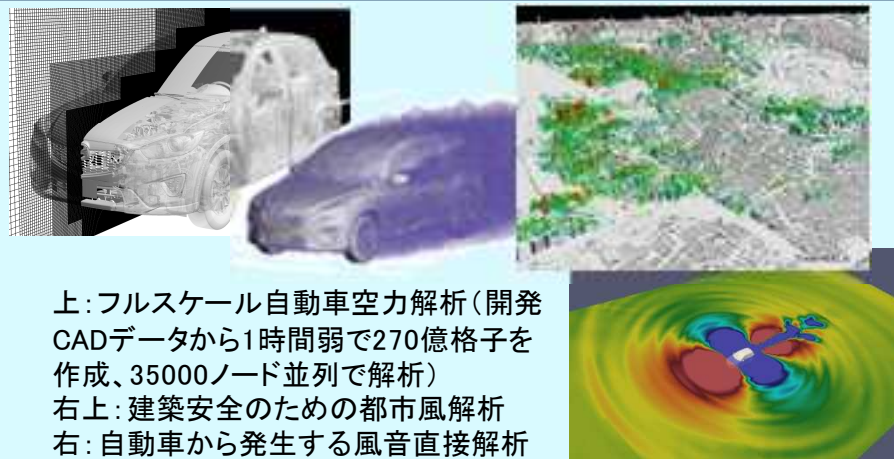 上：フルスケール自動車空力解析（開発
CADデータから1時間弱で270億格子を
作成、35000ノード並列で解析）
右上：建築安全のための都市風解析
右：自動車から発生する風音直接解析